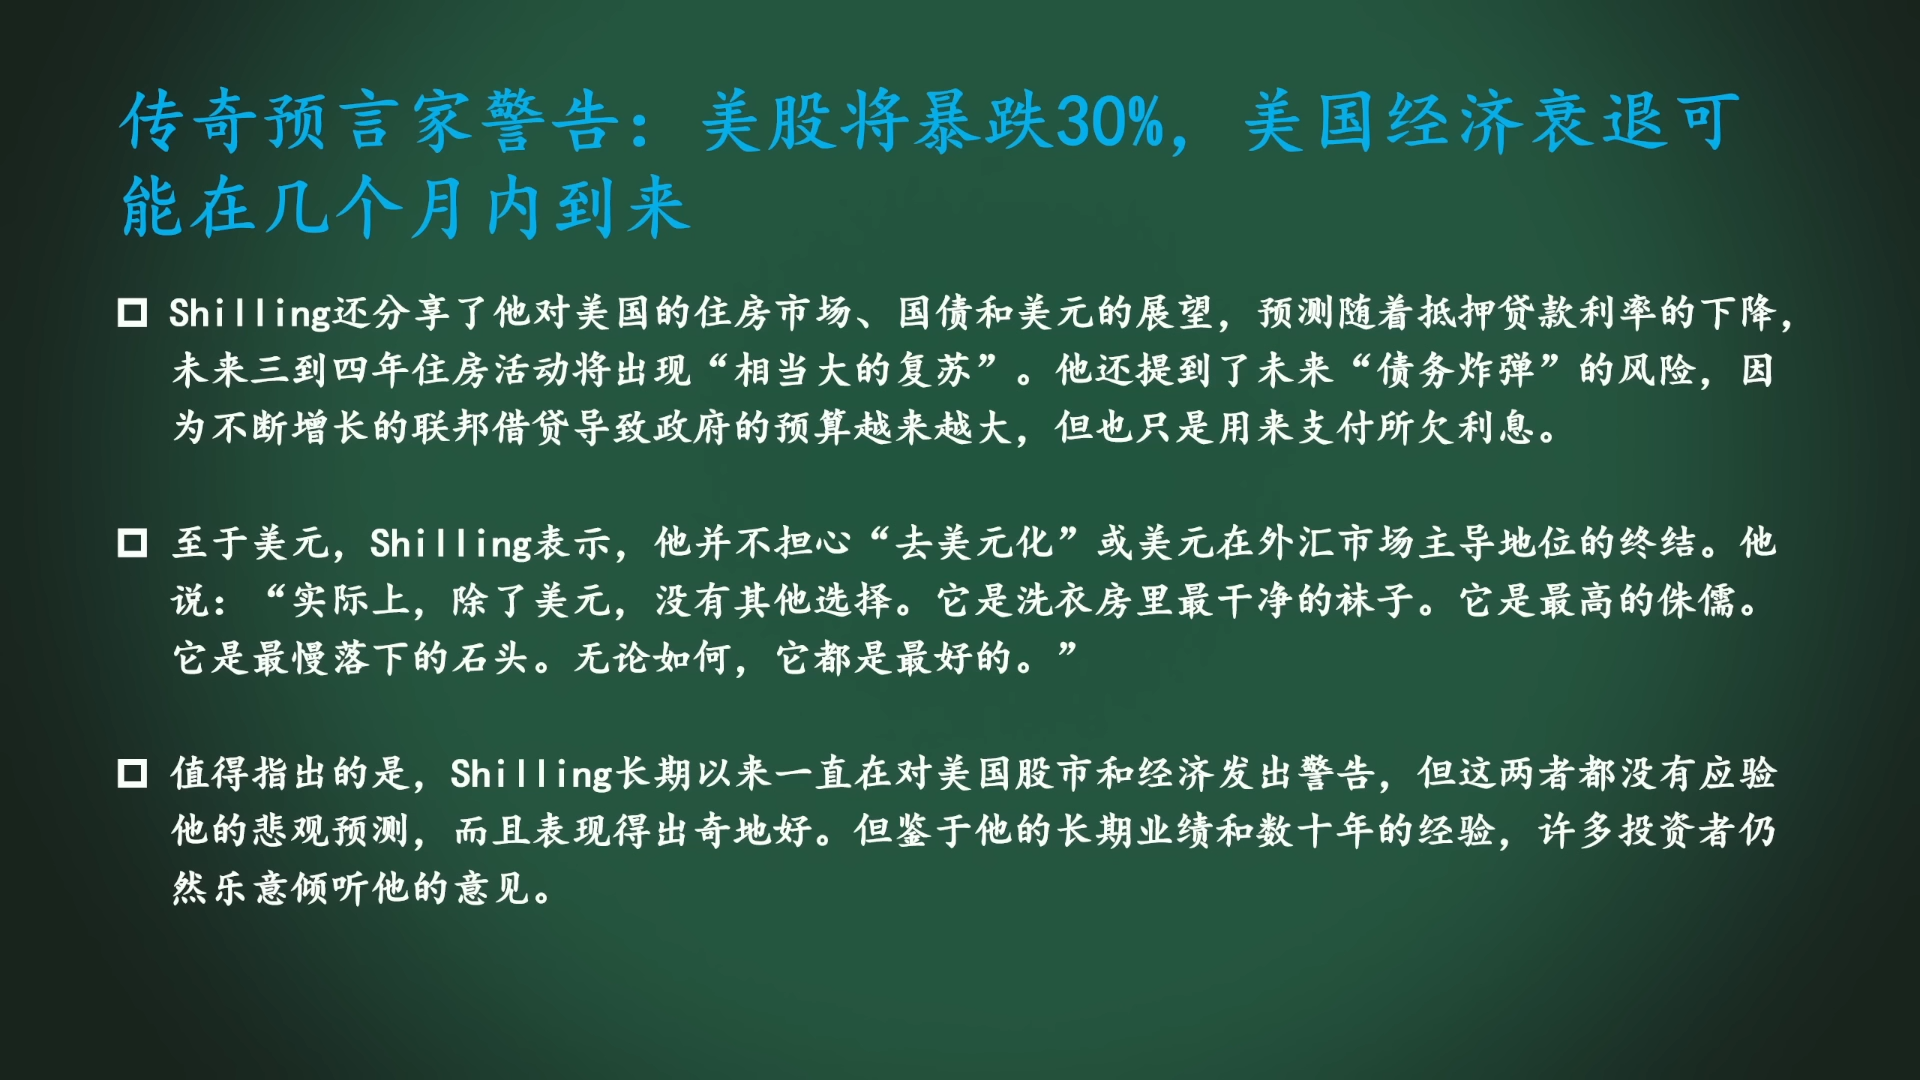 传奇预言家警告：美股将暴跌30%，美国经济衰退可
能在几个月内到来
Shilling还分享了他对美国的住房市场、国债和美元的展望，预测随着抵押贷款利率的下降，
未来三到四年住房活动将出现“相当大的复苏”。他还提到了未来“债务炸弹”的风险，因
为不断增长的联邦借贷导致政府的预算越来越大，但也只是用来支付所欠利息。
至于美元，Shilling表示，他并不担心“去美元化”或美元在外汇市场主导地位的终结。他
说：“实际上，除了美元，没有其他选择。它是洗衣房里最干净的袜子。它是最高的侏儒。
它是最慢落下的石头。无论如何，它都是最好的。”
值得指出的是，Shilling长期以来一直在对美国股市和经济发出警告，但这两者都没有应验
他的悲观预测，而且表现得出奇地好。但鉴于他的长期业绩和数十年的经验，许多投资者仍
然乐意倾听他的意见。